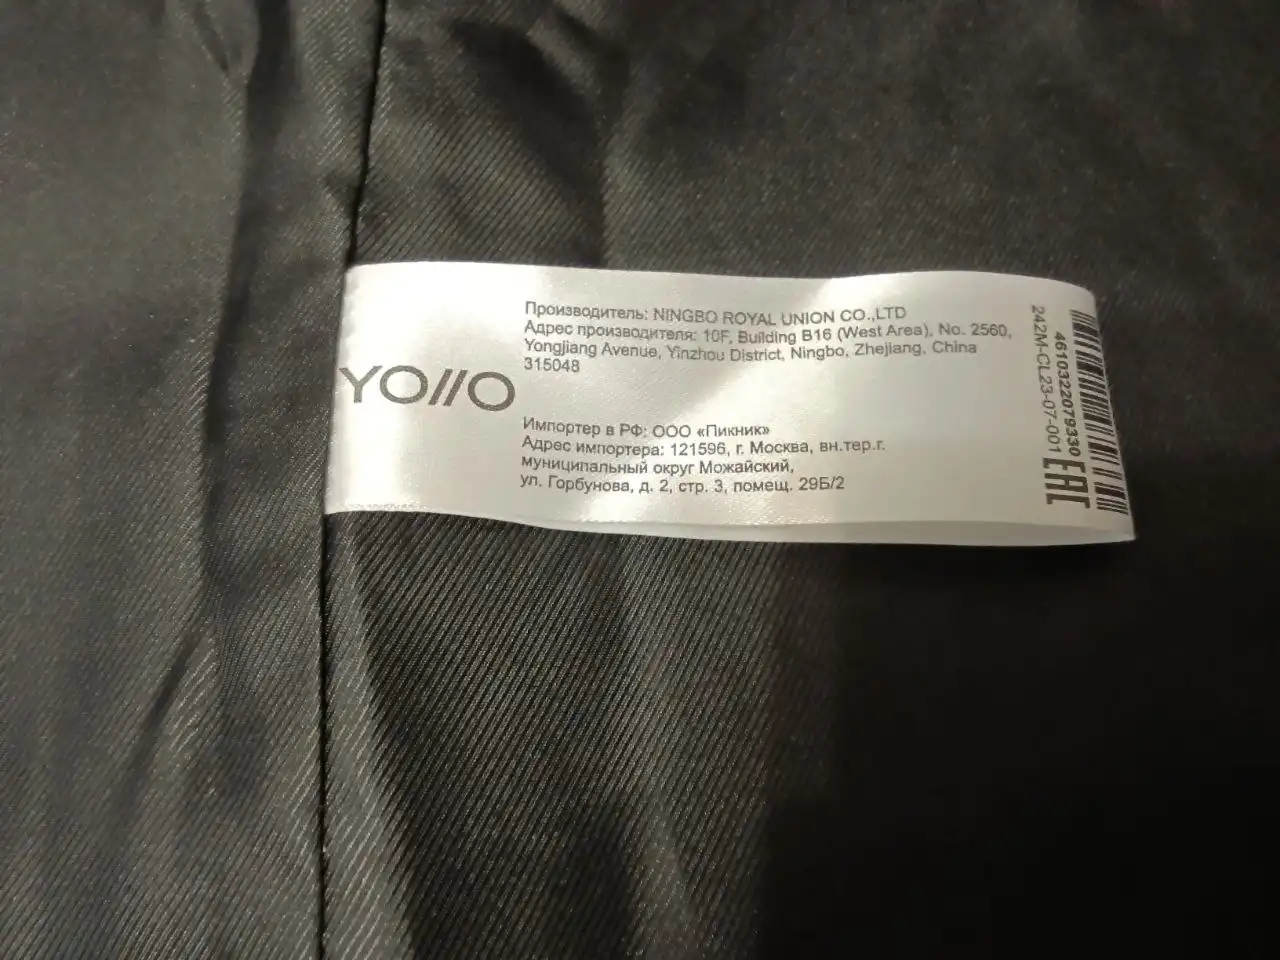 YO//O
Производитель: NINGBO ROYAL UNION CO.,LTD
Адрес производителя: 10F, Building B16 (West Area), No. 2560,
Yongjiang Avenue, Yinzhou District, Ningbo, Zhejiang, China
315048
Импортер в РФ: ООО «Пикник»
Адрес импортера: 121596, г. Москва, вн.тер.г.
муниципальный округ Можайский,
ул. Горбунова, д. 2, стр. 3, помещ. 29Б/2
4610322079330
242M-CL23-07-001
EAC